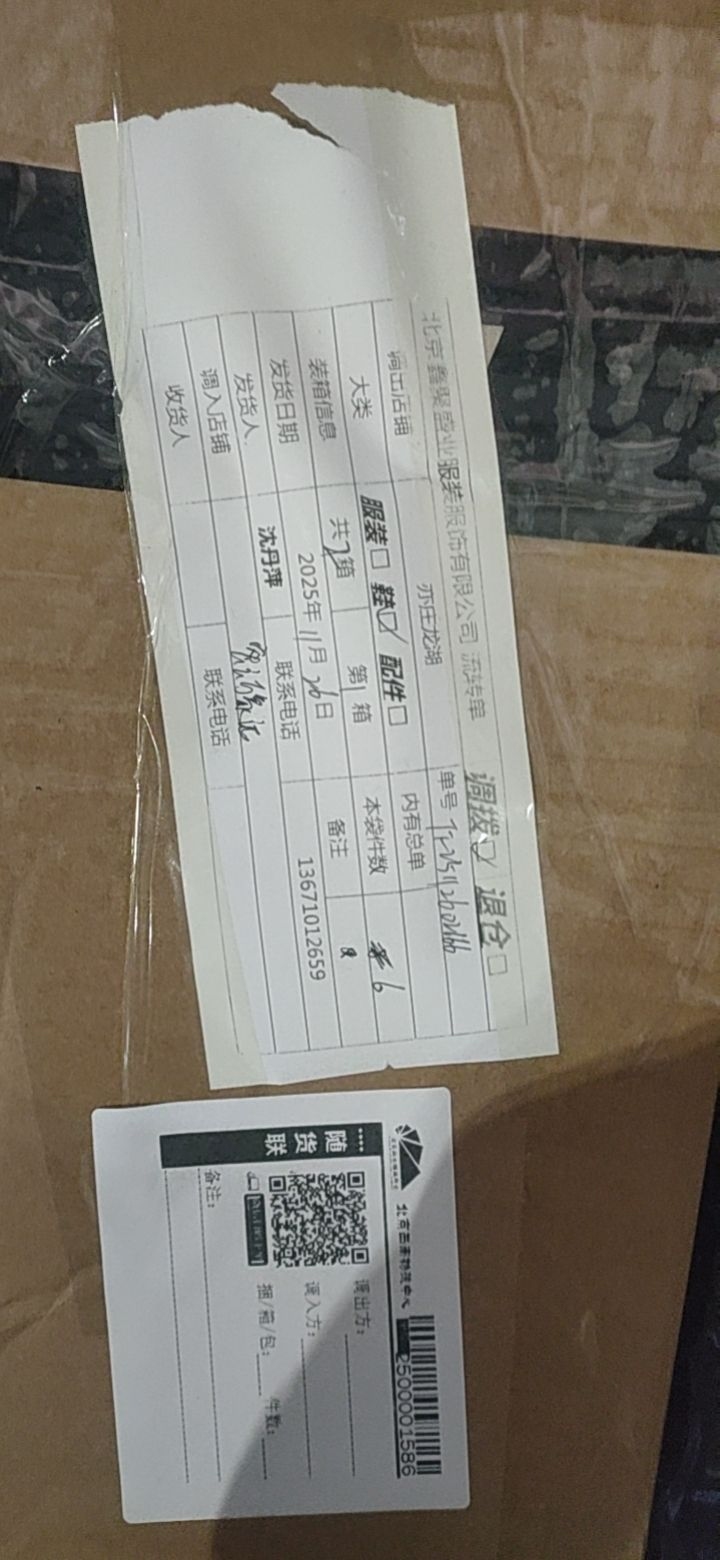 北京鑫聚盛业服装服饰有限公司 流转单 调拨☑ 退仓□
单号
调出店铺 亦庄龙湖 内有总单
大类 服装□ 鞋☑ 配件□ 本袋件数 6
装箱信息 共2箱 第1箱 备注
发货日期 2025年11月26日
发货人 沈丹萍 联系电话 13671012659
调入店铺
收货人 联系电话
随货联
2500001586
调出方：
调入方：
捆/箱/包： 件数：
备注：